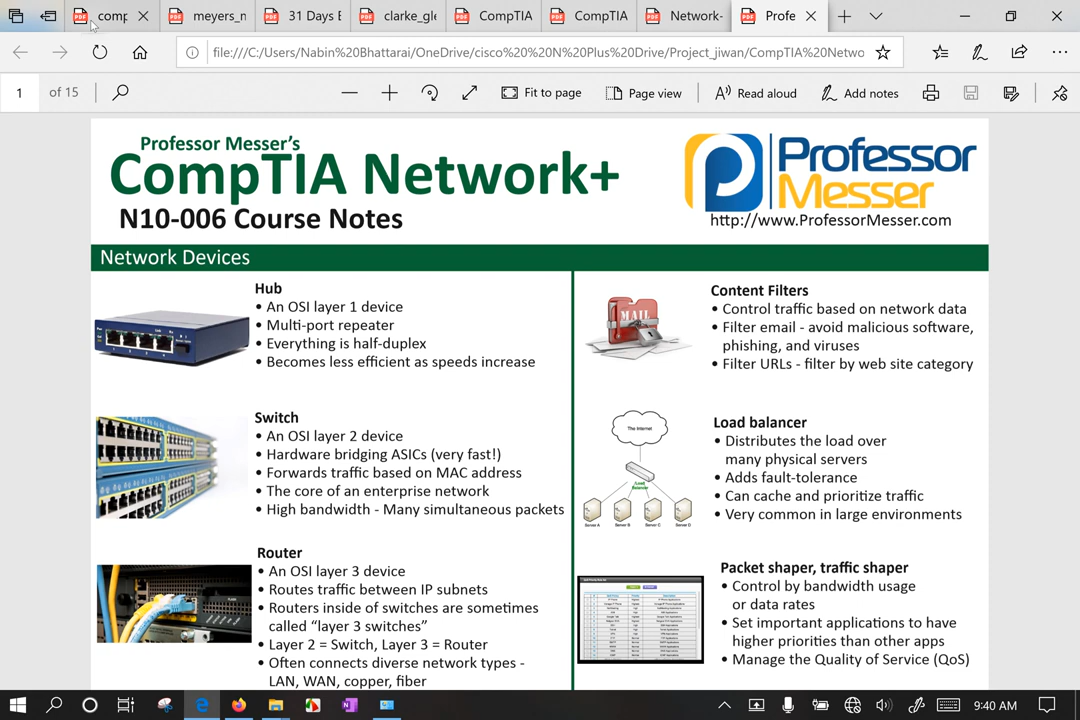 comp
meyers_n
31 Days B
clarke_gle
CompTIA
CompTIA
Network-
Profe
file:///C:/Users/Nabin%20Bhattarai/OneDrive/cisco%20%20N%20Plus%20Drive/Project_jiwan/CompTIA%20Netwo
1 of 15
Fit to page
Page view
Read aloud
Add notes
Professor Messer's
CompTIA Network+
N10-006 Course Notes
Professor
Messer
http://www.ProfessorMesser.com
Network Devices
Hub
• An OSI layer 1 device
• Multi-port repeater
• Everything is half-duplex
• Becomes less efficient as speeds increase
Switch
• An OSI layer 2 device
• Hardware bridging ASICs (very fast!)
• Forwards traffic based on MAC address
• The core of an enterprise network
• High bandwidth - Many simultaneous packets
Router
• An OSI layer 3 device
• Routes traffic between IP subnets
• Routers inside of switches are sometimes
called "layer 3 switches"
• Layer 2 = Switch, Layer 3 = Router
• Often connects diverse network types -
LAN, WAN, copper, fiber
MAIL
Content Filters
• Control traffic based on network data
• Filter email - avoid malicious software,
phishing, and viruses
• Filter URLs - filter by web site category
The Internet
Load
Balancer
Server A
Server B
Server C
Server D
Load balancer
• Distributes the load over
many physical servers
• Adds fault-tolerance
• Can cache and prioritize traffic
• Very common in large environments
Packet shaper, traffic shaper
• Control by bandwidth usage
or data rates
• Set important applications to have
higher priorities than other apps
• Manage the Quality of Service (QoS)
9:40 AM